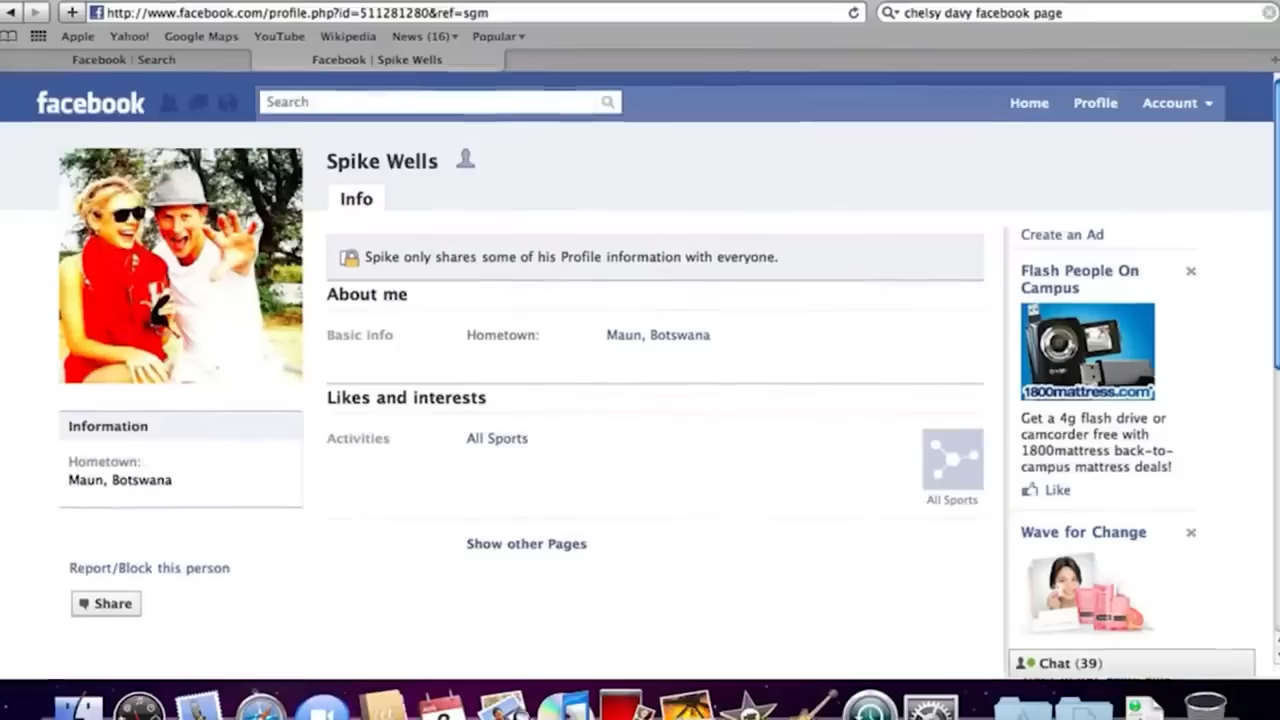 http://www.facebook.com/profile.php?id=511281280&ref=sgm
chelsy davy facebook page
Apple Yahoo! Google Maps YouTube Wikipedia News (16) Popular
Facebook | Search
Facebook | Spike Wells
facebook
Search
Home Profile Account
Spike Wells
Info
Spike only shares some of his Profile information with everyone.
About me
Basic Info Hometown: Maun, Botswana
Likes and interests
Activities All Sports
All Sports
Show other Pages
Information
Hometown:
Maun, Botswana
Report/Block this person
Share
Create an Ad
Flash People On
Campus
1800mattress.com
Get a 4g flash drive or
camcorder free with
1800mattress back-to-
campus mattress deals!
Like
Wave for Change
Chat (39)